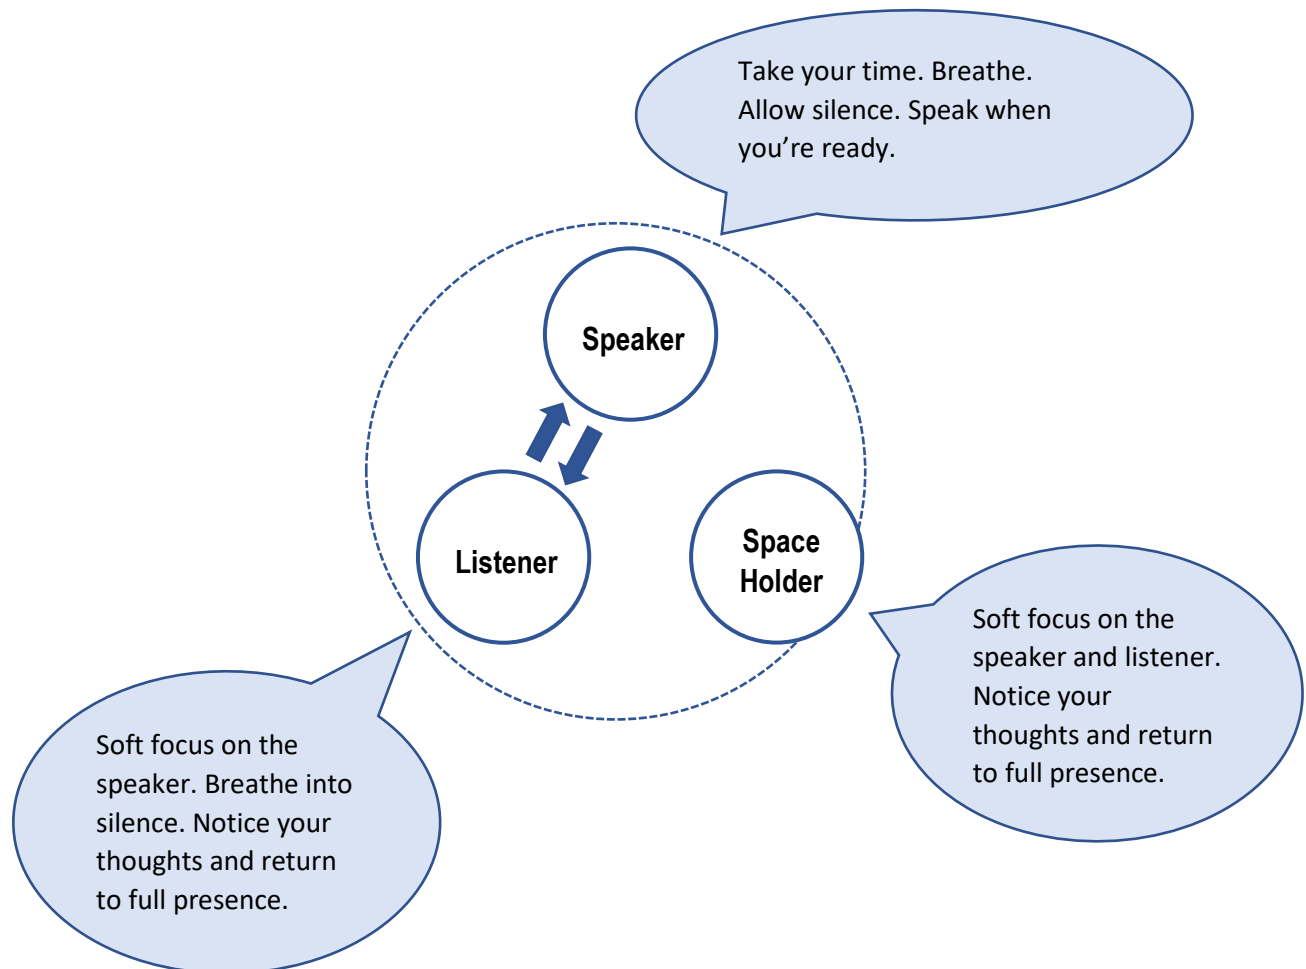 Take your time. Breathe.
Allow silence. Speak when
you’re ready.
Speaker
Listener
Space
Holder
Soft focus on the
speaker and listener.
Notice your
thoughts and return
to full presence.
Soft focus on the
speaker. Breathe into
silence. Notice your
thoughts and return
to full presence.